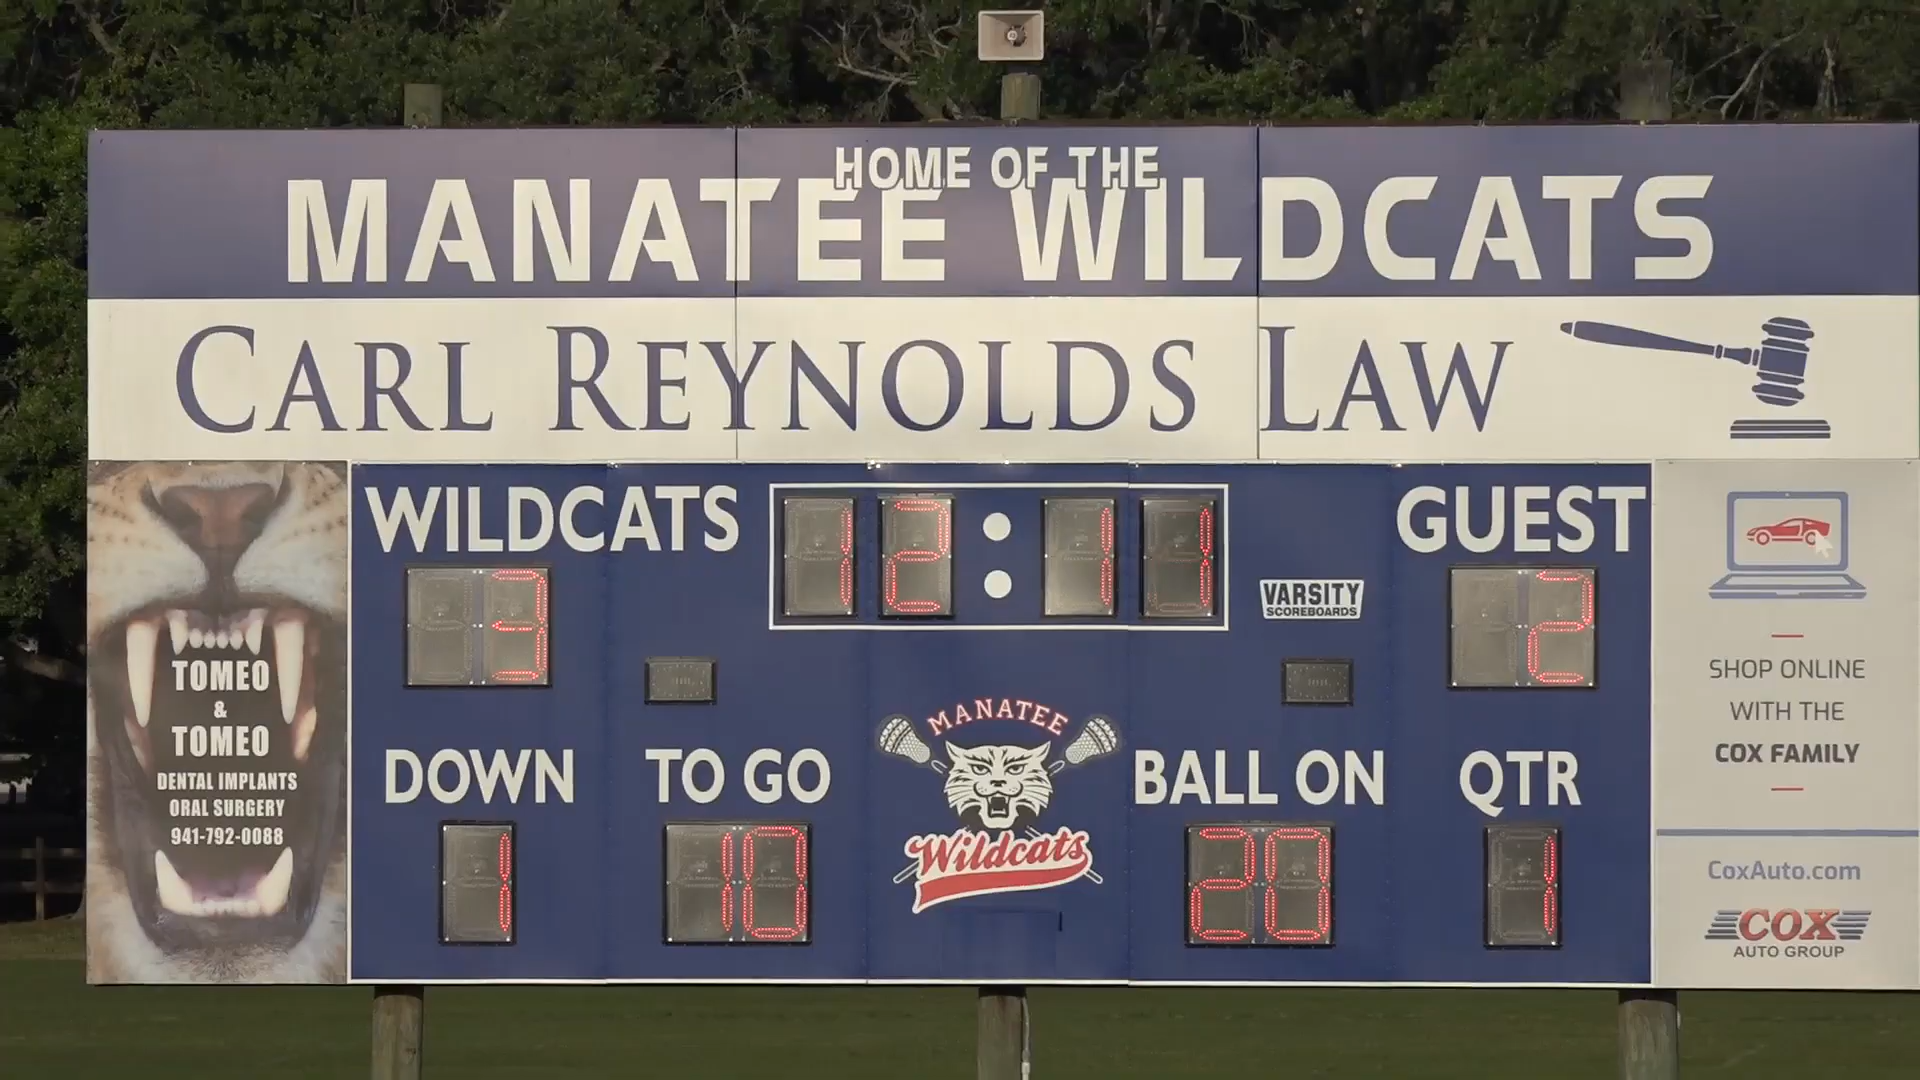 HOME OF THE
MANATEE WILDCATS
CARL REYNOLDS LAW
WILDCATS
12:11
GUEST
3
2
VARSITY
SCOREBOARDS
DOWN
TO GO
BALL ON
QTR
1
10
20
1
MANATEE
Wildcats
TOMEO
&
TOMEO
DENTAL IMPLANTS
ORAL SURGERY
941-792-0088
SHOP ONLINE
WITH THE
COX FAMILY
CoxAuto.com
COX
AUTO GROUP